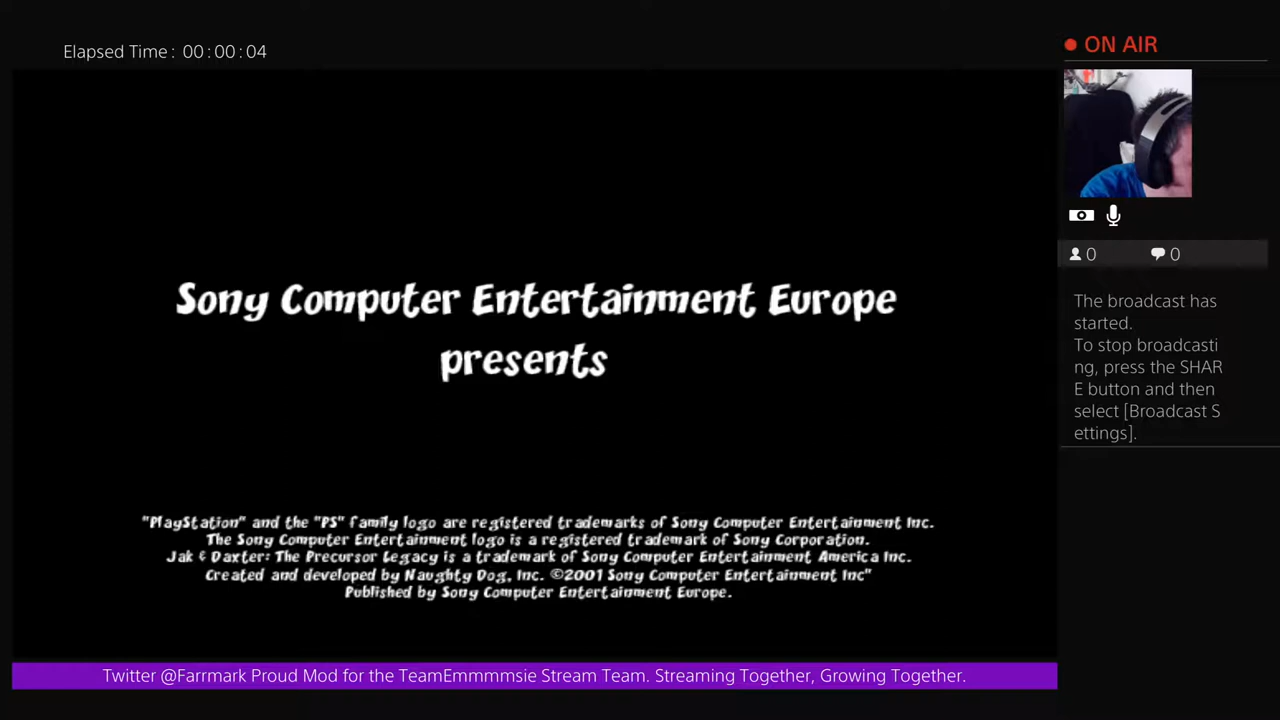 Elapsed Time: 00:00:04
ON AIR
0 0
The broadcast has
started.
To stop broadcasti
ng, press the SHAR
E button and then
select [Broadcast S
ettings].
Sony Computer Entertainment Europe
presents
"PlayStation" and the "PS" family logo are registered trademarks of Sony Computer Entertainment Inc.
The Sony Computer Entertainment logo is a registered trademark of Sony Corporation.
Jak & Daxter: The Precursor Legacy is a trademark of Sony Computer Entertainment America Inc.
Created and developed by Naughty Dog, Inc. ©2001 Sony Computer Entertainment Inc"
Published by Sony Computer Entertainment Europe.
Twitter @Farrmark Proud Mod for the TeamEmmmmsie Stream Team. Streaming Together, Growing Together.